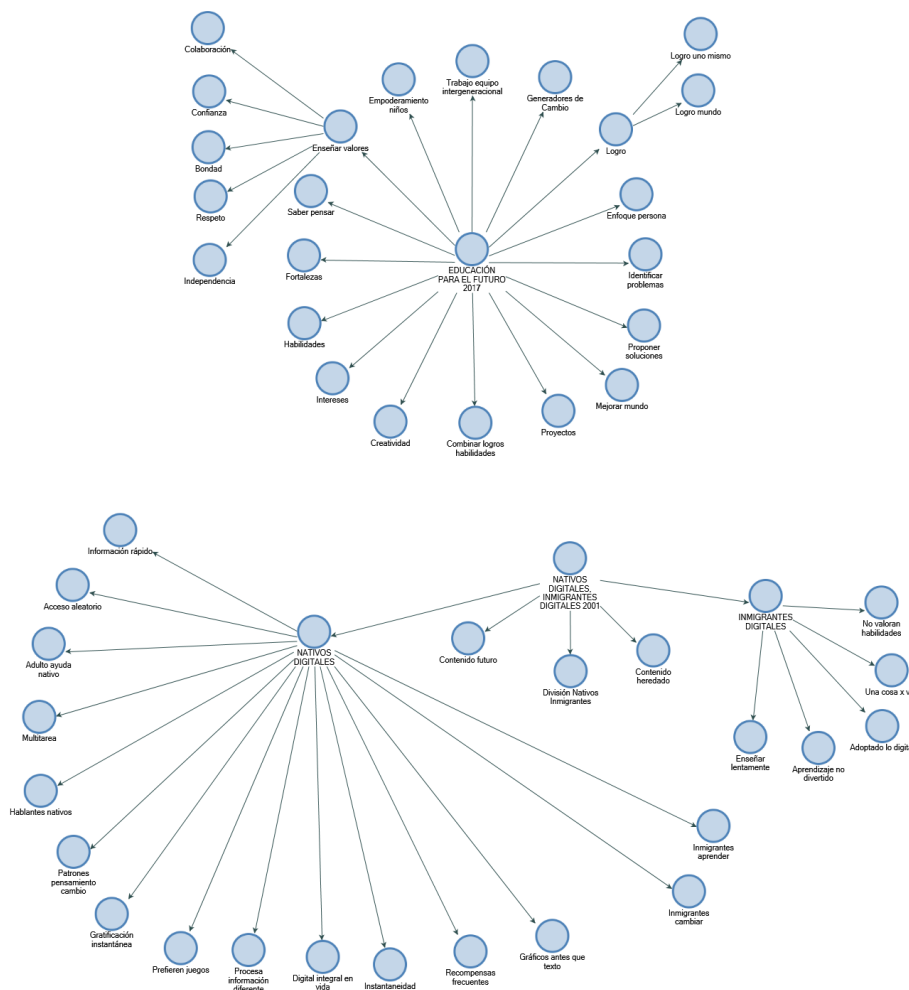 Colaboración
Confianza
Bondad
Respeto
Independencia
Enseñar valores
Empoderamiento
niños
Trabajo equipo
intergeneracional
Generadores de
Cambio
Logro uno mismo
Logro mundo
Logro
Saber pensar
Enfoque persona
EDUCACIÓN
PARA EL FUTURO
2017
Fortalezas
Identificar
problemas
Habilidades
Proponer
soluciones
Intereses
Mejorar mundo
Creatividad
Combinar logros
habilidades
Proyectos
Información rápido
Acceso aleatorio
Adulto ayuda
nativo
Multitarea
Hablantes nativos
Patrones
pensamiento
cambio
Gratificación
instantánea
Prefieren juegos
Procesa
información
diferente
Digital integral en
vida
Instantaneidad
Recompensas
frecuentes
Gráficos antes que
texto
Inmigrantes
cambiar
Inmigrantes
aprender
NATIVOS
DIGITALES
NATIVOS
DIGITALES,
INMIGRANTES
DIGITALES 2001
Contenido futuro
División Nativos
Inmigrantes
Contenido
heredado
INMIGRANTES
DIGITALES
No valoran
habilidades
Una cosa x v
Adoptado lo digit
Aprendizaje no
divertido
Enseñar
lentamente